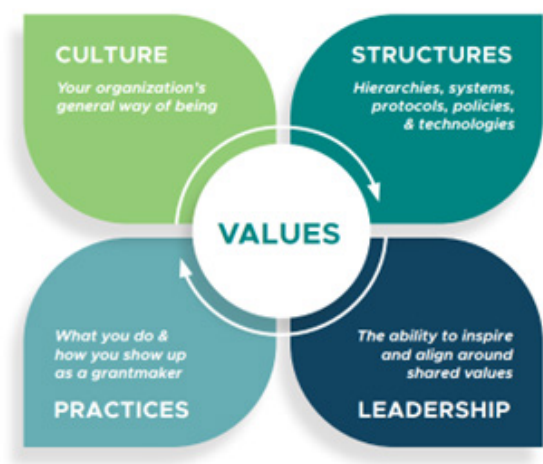 CULTURE
Your organization's
general way of being
STRUCTURES
Hierarchies, systems,
protocols, policies,
& technologies
VALUES
What you do &
how you show up
as a grantmaker
PRACTICES
The ability to inspire
and align around
shared values
LEADERSHIP